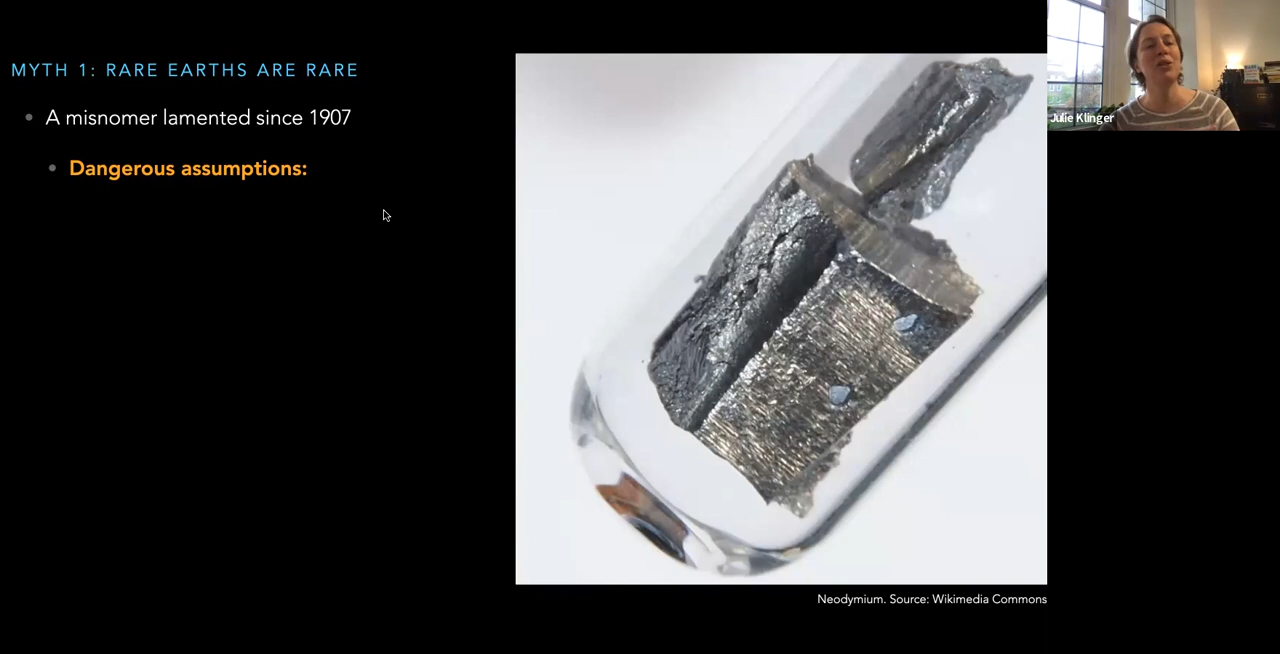 MYTH 1: RARE EARTHS ARE RARE
A misnomer lamented since 1907
Dangerous assumptions:
Julie Klinger
Neodymium. Source: Wikimedia Commons